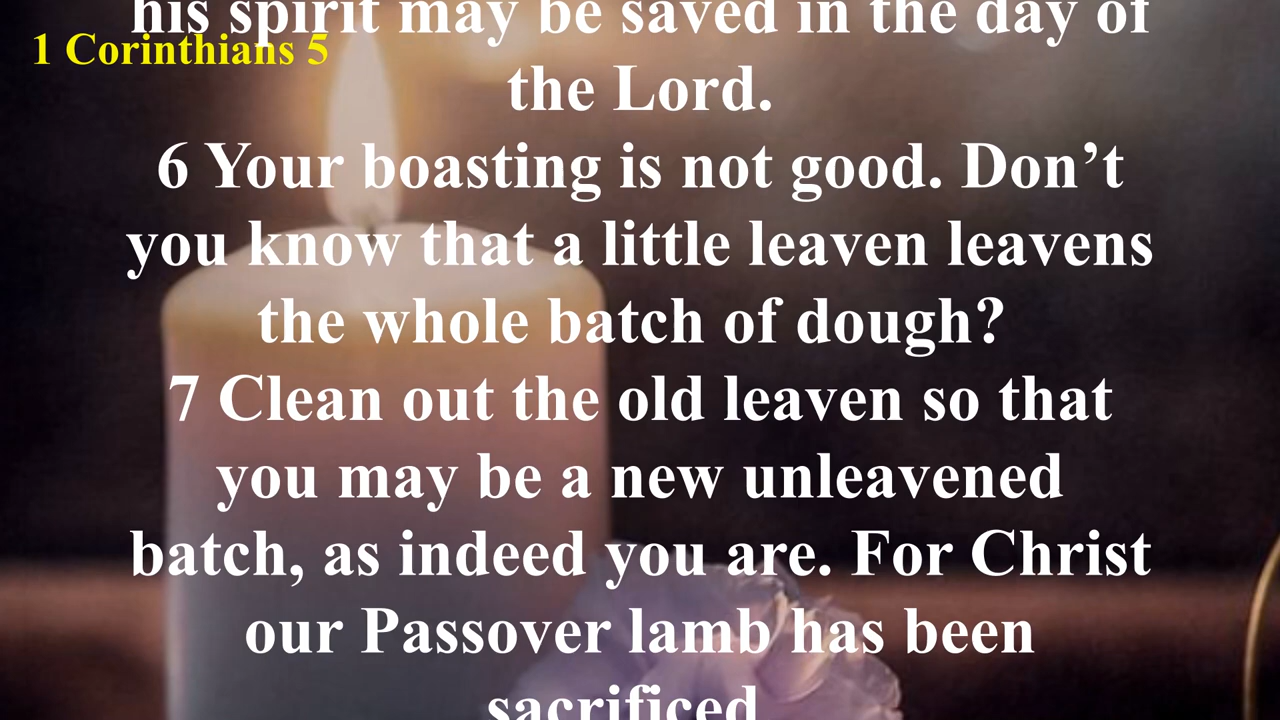 his spirit may be saved in the day of
1 Corinthians 5
the Lord.
6 Your boasting is not good. Don’t
you know that a little leaven leavens
the whole batch of dough?
7 Clean out the old leaven so that
you may be a new unleavened
batch, as indeed you are. For Christ
our Passover lamb has been
sacrificed